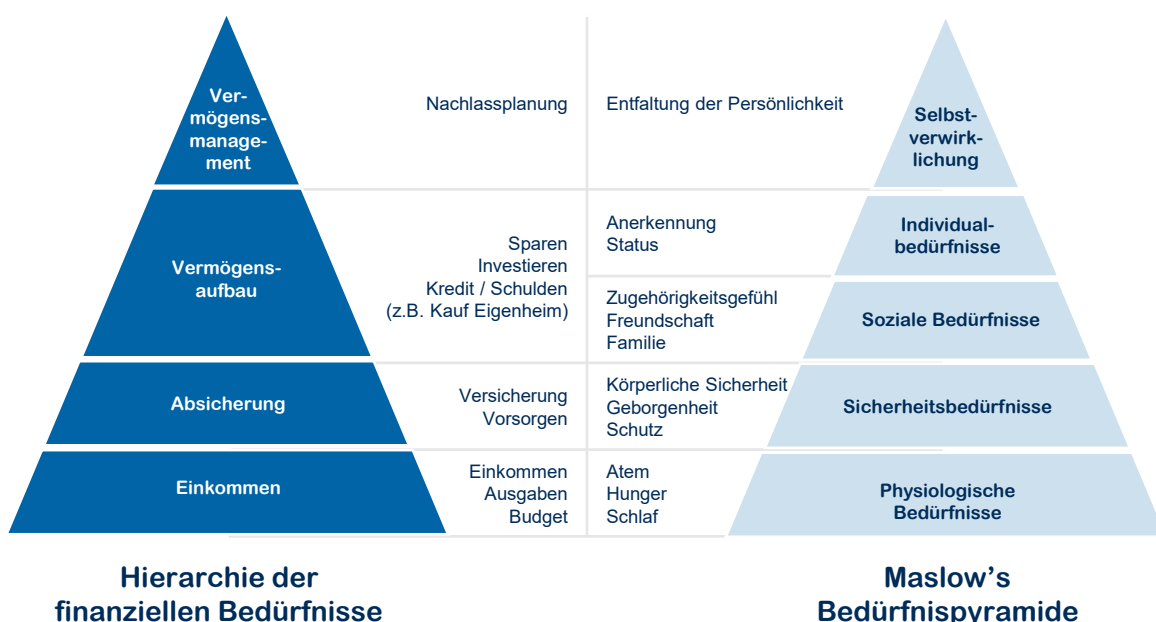 Ver-
mögens-
manage-
ment
Nachlassplanung
Entfaltung der Persönlichkeit
Selbst-
verwirk-
lichung
Vermögens-
aufbau
Sparen
Investieren
Kredit / Schulden
(z.B. Kauf Eigenheim)
Anerkennung
Status
Individual-
bedürfnisse
Zugehörigkeitsgefühl
Freundschaft
Familie
Soziale Bedürfnisse
Absicherung
Versicherung
Vorsorgen
Körperliche Sicherheit
Geborgenheit
Schutz
Sicherheitsbedürfnisse
Einkommen
Einkommen
Ausgaben
Budget
Atem
Hunger
Schlaf
Physiologische
Bedürfnisse
Hierarchie der
finanziellen Bedürfnisse
Maslow’s
Bedürfnispyramide